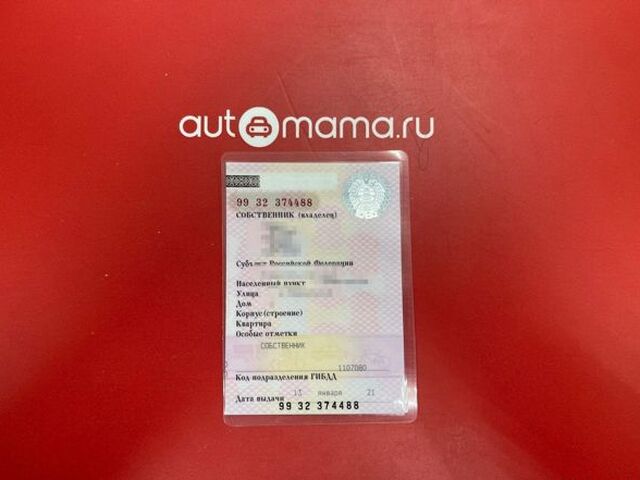 automama.ru
99 32 374488
СОБСТВЕННИК (владелец)
Субъект Российской Федерации
Населенный пункт
Улица
Дом
Корпус(строение)
Квартира
Особые отметки
СОБСТВЕННИК
1107080
Код подразделения ГИБДД
13 января 21
Дата выдачи
99 32 374488